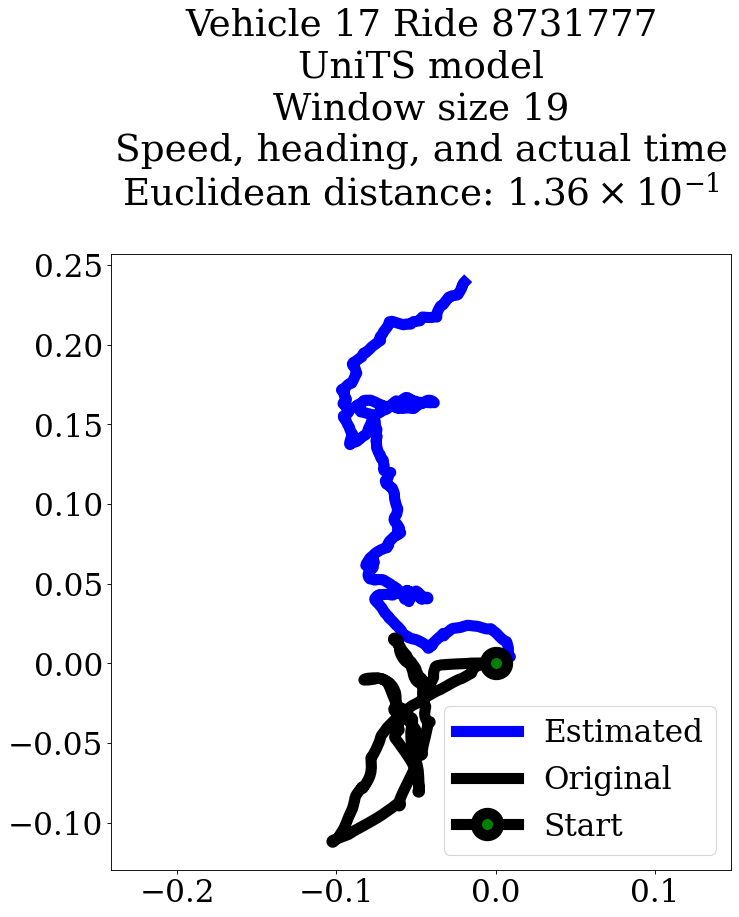 Vehicle 17 Ride 8731777
UniTS model
Window size 19
Speed, heading, and actual time
Euclidean distance: 1.36 × 10⁻¹
0.25
0.20
0.15
0.10
0.05
0.00
−0.05
−0.10
Estimated
Original
Start
−0.2 −0.1 0.0 0.1